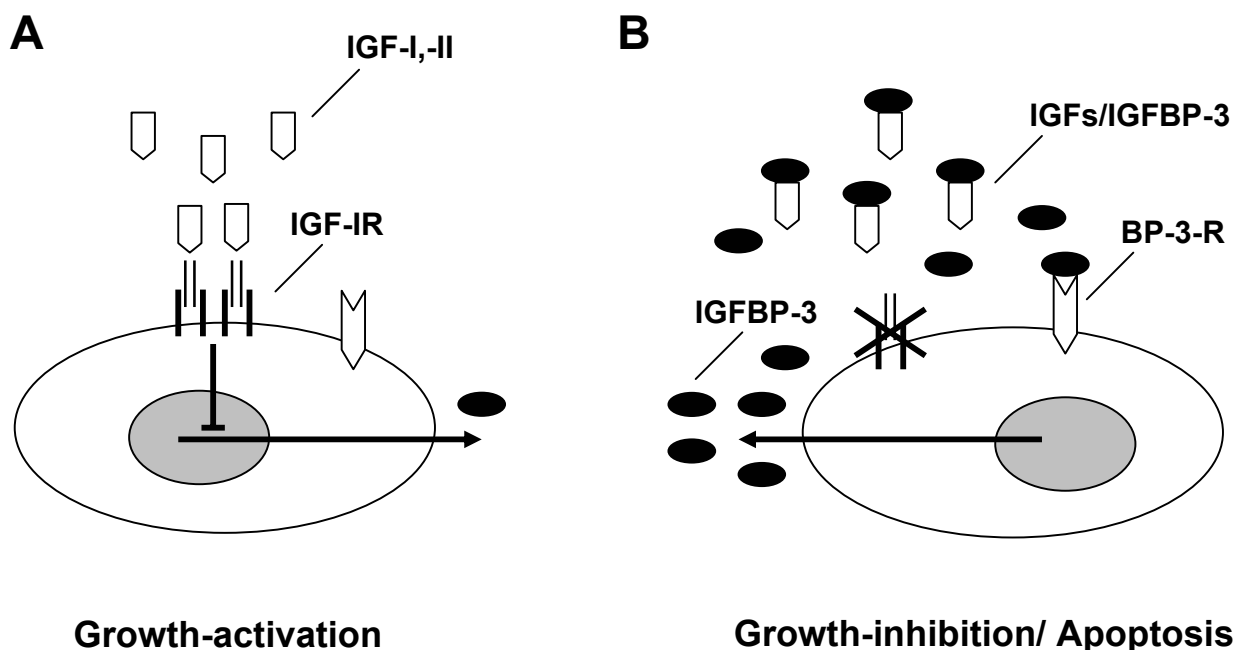 A
IGF-I,-II
IGF-IR
Growth-activation
B
IGFs/IGFBP-3
BP-3-R
IGFBP-3
Growth-inhibition/ Apoptosis